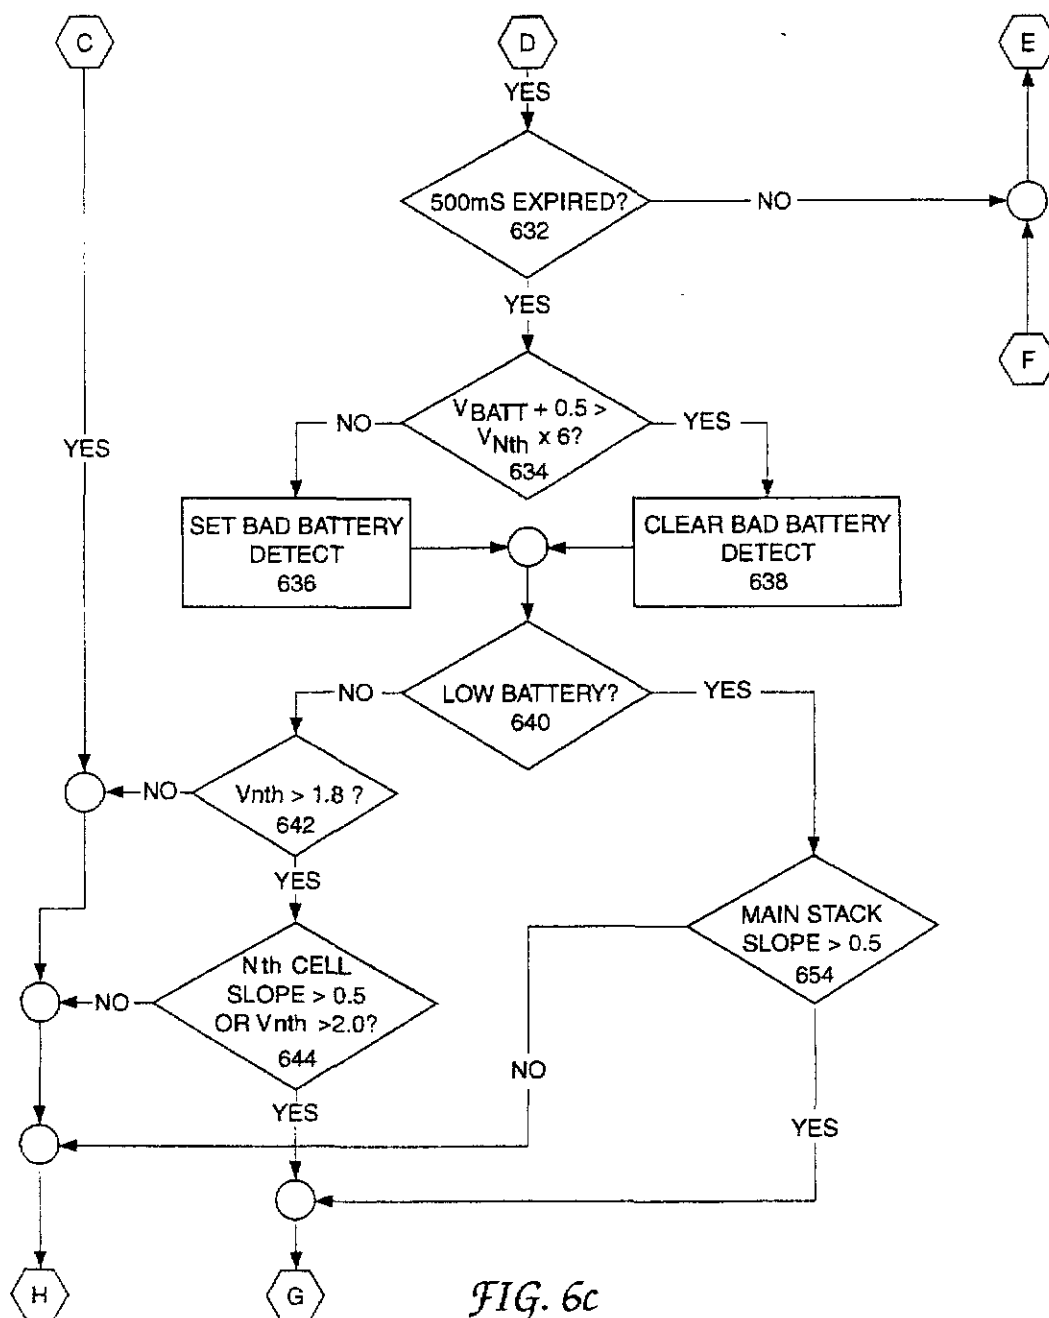 C
D
E
YES
500mS EXPIRED?
632
NO
YES
F
NO
VBATT + 0.5 >
VNth x 6?
634
YES
YES
SET BAD BATTERY
DETECT
636
CLEAR BAD BATTERY
DETECT
638
NO
LOW BATTERY?
640
YES
NO
Vnth > 1.8 ?
642
YES
MAIN STACK
SLOPE > 0.5
654
NO
Nth CELL
SLOPE > 0.5
OR Vnth >2.0?
644
NO
YES
YES
H
G
FIG. 6c